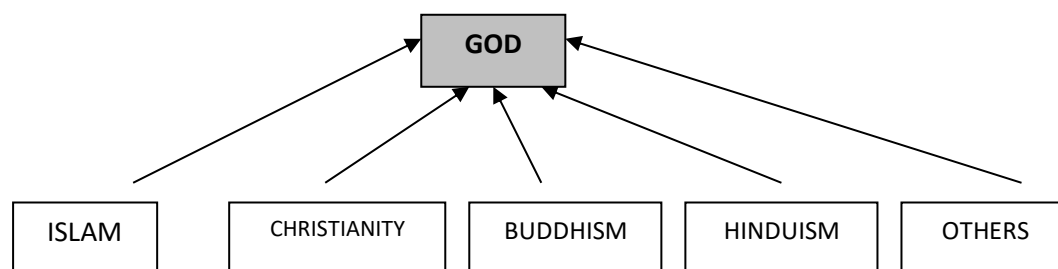 GOD
ISLAM
CHRISTIANITY
BUDDHISM
HINDUISM
OTHERS